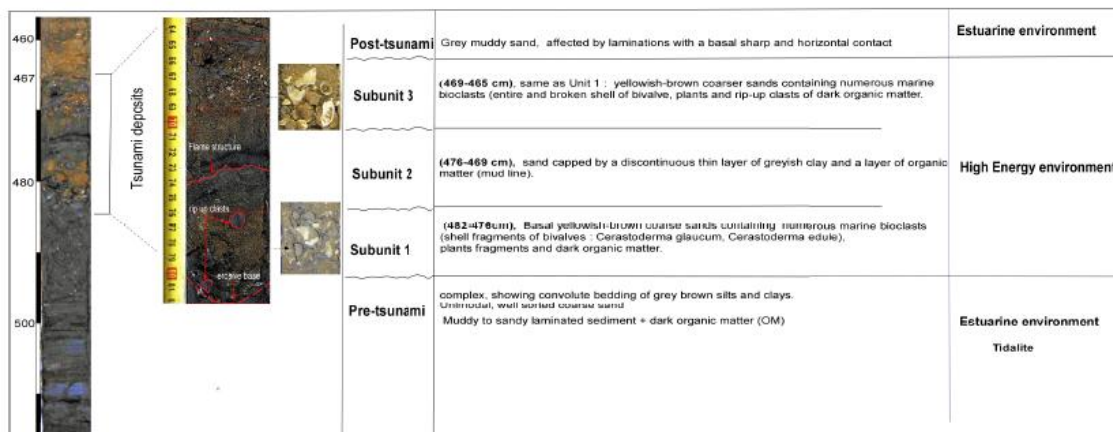 460
467
480
500
Tsunami deposits
Flame structure
rip up clasts
erosive base
Post-tsunami
Grey muddy sand, affected by laminations with a basal sharp and horizontal contact
Estuarine environment
Subunit 3
(469-465 cm), same as Unit 1 : yellowish-brown coarser sands containing numerous marine
bioclasts (entire and broken shell of bivalve, plants and rip-up clasts of dark organic matter.
Subunit 2
(476-469 cm), sand capped by a discontinuous thin layer of greyish clay and a layer of organic
matter (mud line).
High Energy environment
Subunit 1
(482-476cm), Basal yellowish-brown coarse sands containing numerous marine bioclasts
(shell fragments of bivalves : Cerastoderma glaucum, Cerastoderma edule),
plants fragments and dark organic matter.
Pre-tsunami
complex, showing convolute bedding of grey brown silts and clays.
Unimodal, well sorted coarse sand
Muddy to sandy laminated sediment + dark organic matter (OM)
Estuarine environment
Tidalite